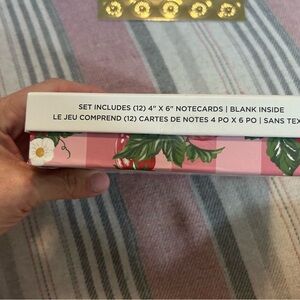 SET INCLUDES (12) 4" X 6" NOTECARDS | BLANK INSIDE
LE JEU COMPREND (12) CARTES DE NOTES 4 PO X 6 PO | SANS TEX